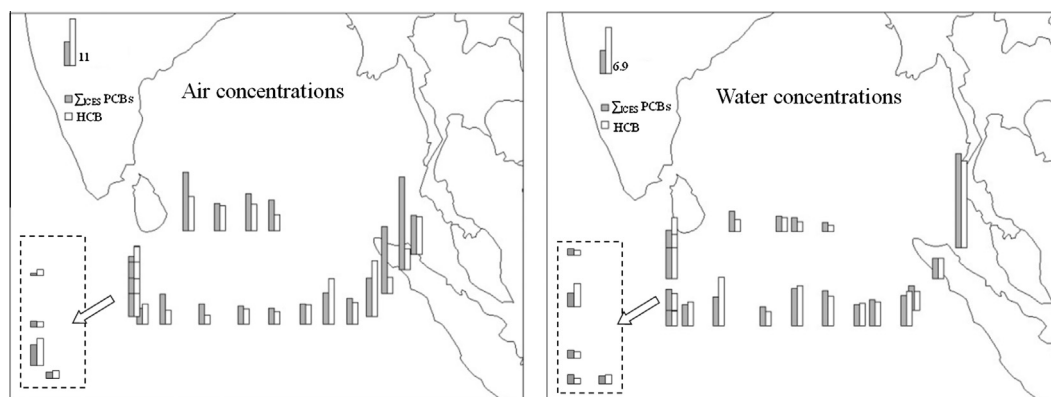 11
∑ICES PCBs
HCB
Air concentrations
6.9
∑ICES PCBs
HCB
Water concentrations